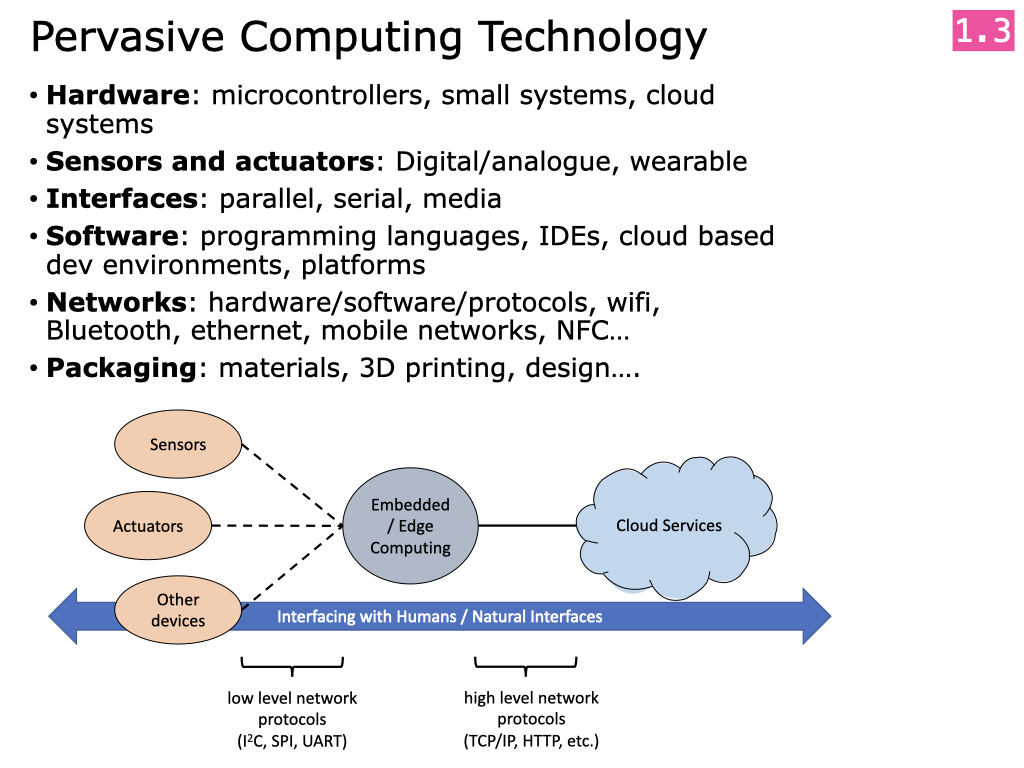 Pervasive Computing Technology
1.3
• Hardware: microcontrollers, small systems, cloud
systems
• Sensors and actuators: Digital/analogue, wearable
• Interfaces: parallel, serial, media
• Software: programming languages, IDEs, cloud based
dev environments, platforms
• Networks: hardware/software/protocols, wifi,
Bluetooth, ethernet, mobile networks, NFC…
• Packaging: materials, 3D printing, design….
Sensors
Actuators
Other
devices
Embedded
/ Edge
Computing
Cloud Services
Interfacing with Humans / Natural Interfaces
low level network
protocols
(I²C, SPI, UART)
high level network
protocols
(TCP/IP, HTTP, etc.)